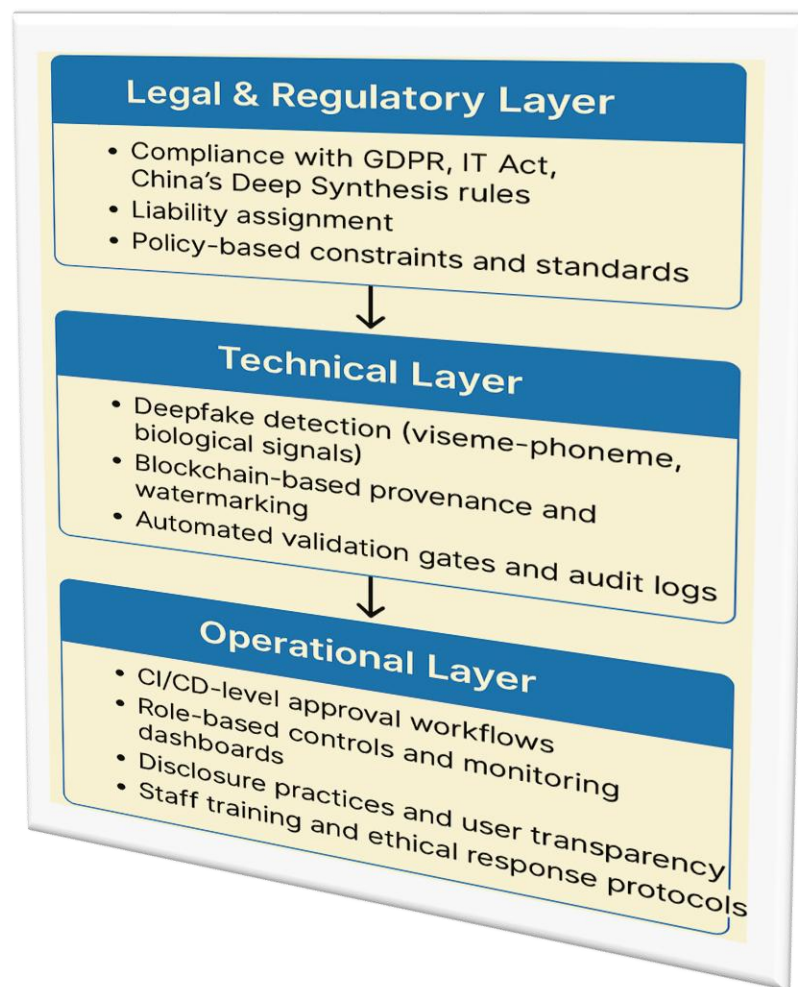 Legal & Regulatory Layer
• Compliance with GDPR, IT Act,
China's Deep Synthesis rules
• Liability assignment
• Policy-based constraints and standards
Technical Layer
• Deepfake detection (viseme-phoneme,
biological signals)
• Blockchain-based provenance and
watermarking
• Automated validation gates and audit logs
Operational Layer
• CI/CD-level approval workflows
• Role-based controls and monitoring
dashboards
• Disclosure practices and user transparency
• Staff training and ethical response protocols